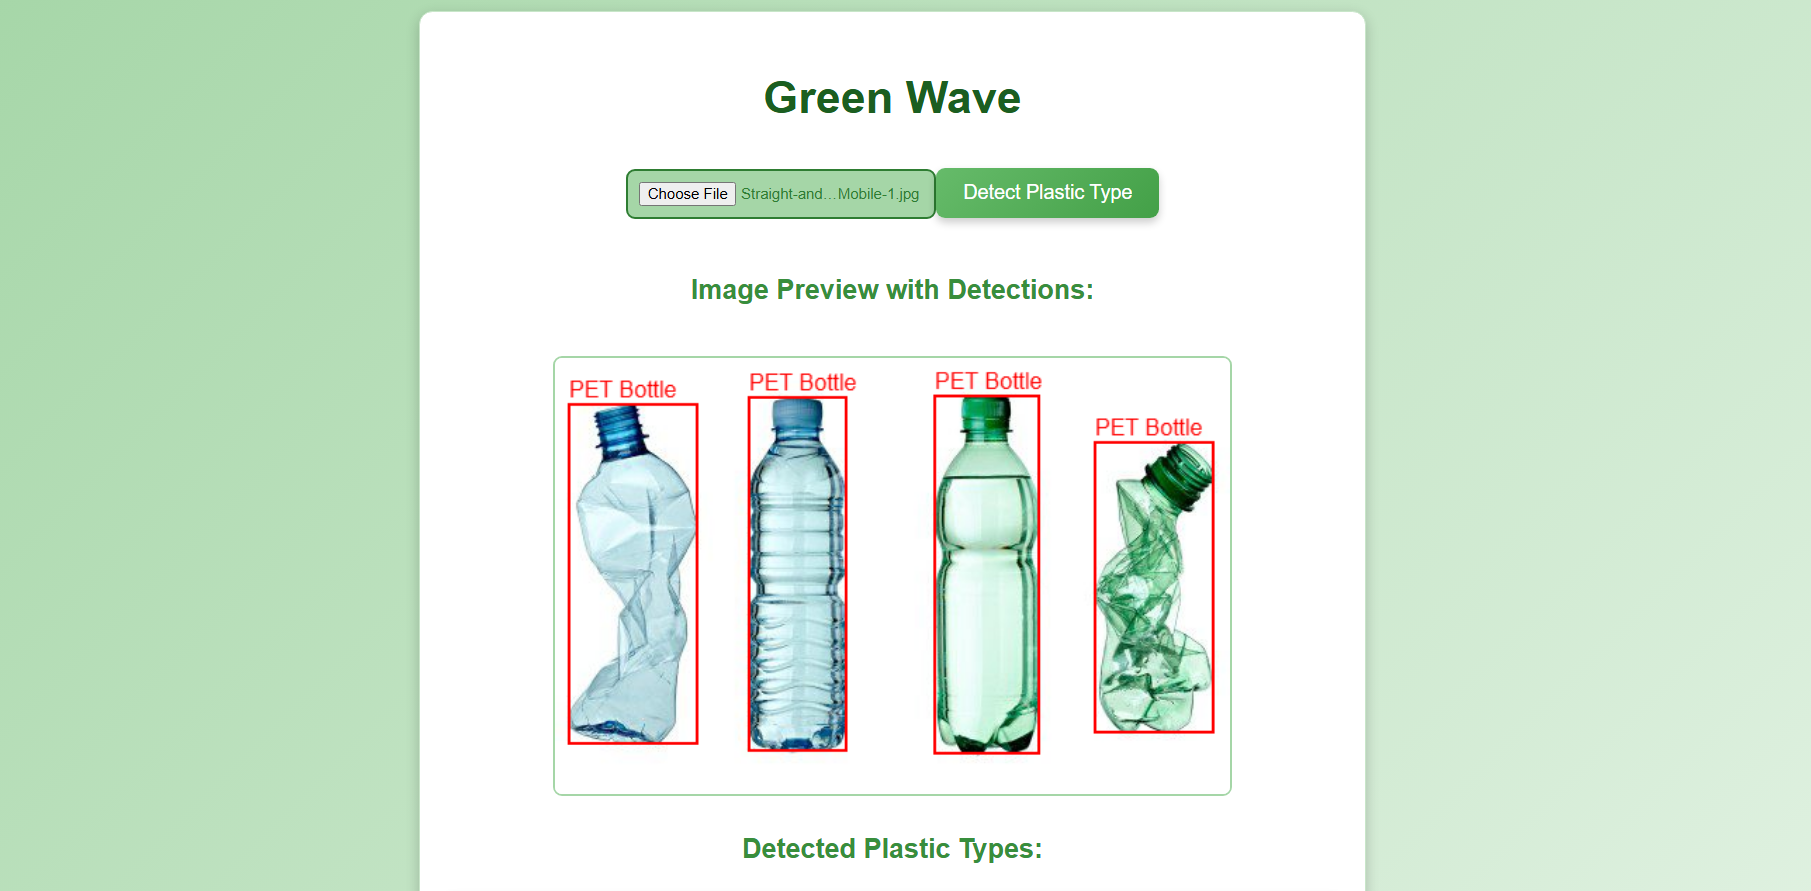 Green Wave
Choose File Straight-and...Mobile-1.jpg Detect Plastic Type
Image Preview with Detections:
PET Bottle PET Bottle PET Bottle PET Bottle
Detected Plastic Types: